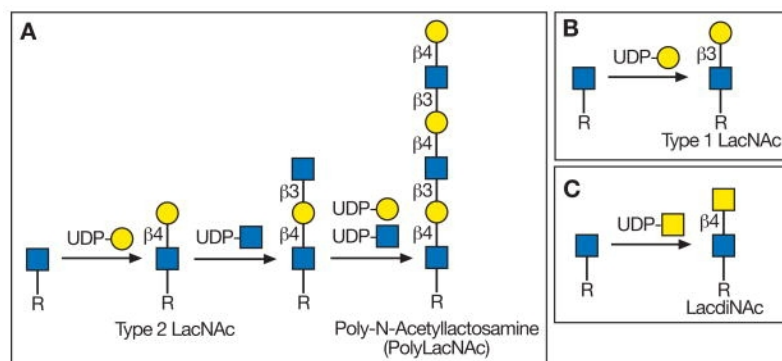 A
β4
β3
β4
β3
β3
UDP-
UDP-
UDP-
UDP-
β4
β4
β4
R
R
R
R
Type 2 LacNAc
Poly-N-Acetyllactosamine
(PolyLacNAc)
B
UDP-
β3
R
R
Type 1 LacNAc
C
UDP-
β4
R
R
LacdiNAc